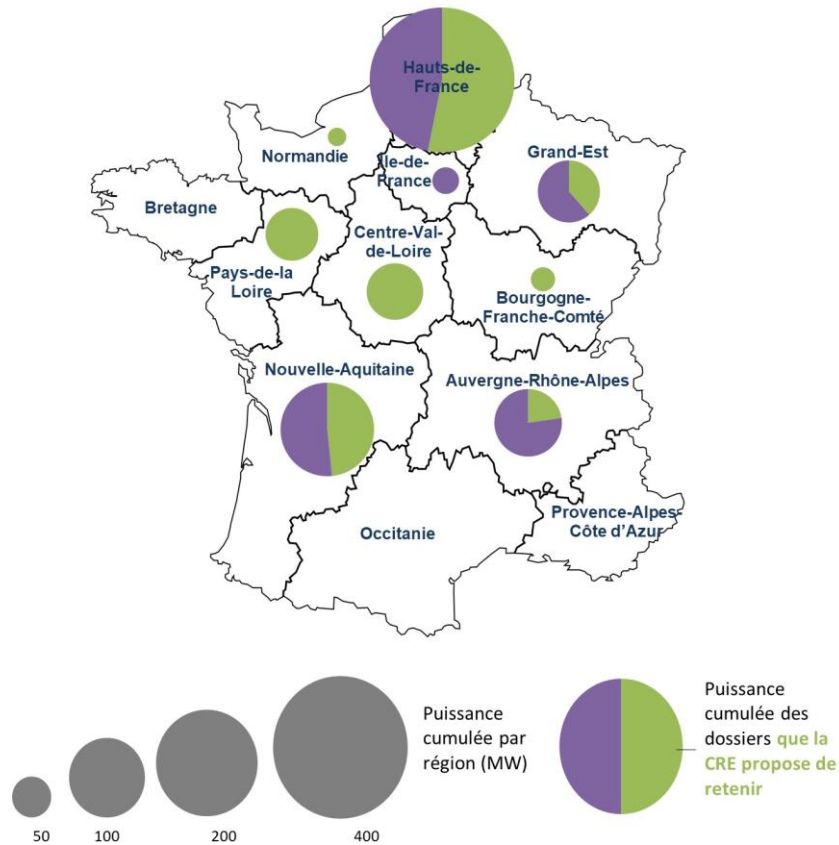 Hauts-de-
France
Normandie
Île-de-
France
Grand-Est
Bretagne
Centre-Val-
de-Loire
Pays-de-la
Loire
Bourgogne-
Franche-Comté
Nouvelle-Aquitaine
Auvergne-Rhône-Alpes
Occitanie
Provence-Alpes-
Côte d'Azur
Puissance
cumulée par
région (MW)
50
100
200
400
Puissance
cumulée des
dossiers que la
CRE propose de
retenir